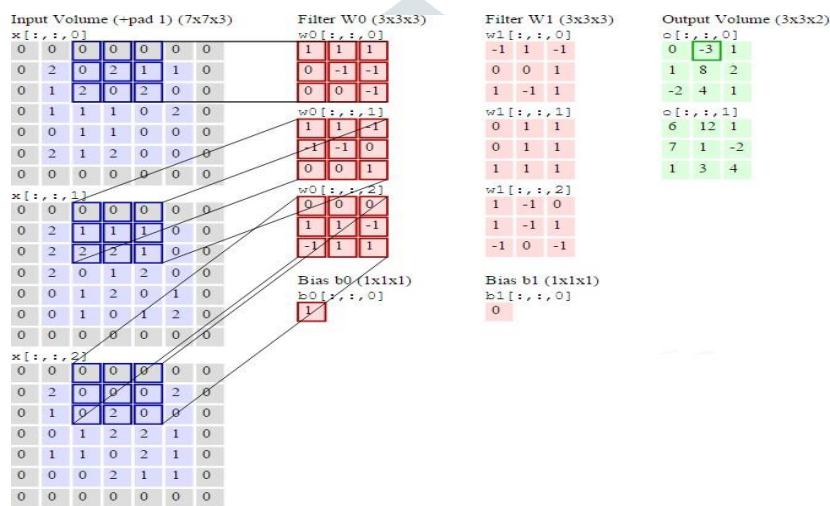 Input Volume (+pad 1) (7x7x3)
x[:,:,0]
0 0 0 0 0 0 0
0 2 0 2 1 1 0
0 1 2 0 2 0 0
0 1 1 1 0 2 0
0 0 1 1 0 0 0
0 2 1 2 0 0 0
0 0 0 0 0 0 0
x[:,:,1]
0 0 0 0 0 0 0
0 2 1 1 1 0 0
0 2 2 2 1 0 0
0 2 0 1 2 0 0
0 0 1 2 0 1 0
0 0 1 0 1 2 0
0 0 0 0 0 0 0
x[:,:,2]
0 0 0 0 0 0 0
0 2 0 0 0 2 0
0 1 0 2 0 0 0
0 0 1 2 2 1 0
0 1 1 0 2 1 0
0 0 0 2 1 1 0
0 0 0 0 0 0 0
Filter W0 (3x3x3)
w0[:,:,0]
1 1 1
0 -1 -1
0 0 -1
w0[:,:,1]
1 1 -1
-1 -1 0
0 0 1
w0[:,:,2]
0 0 0
1 1 -1
-1 1 1
Bias b0 (1x1x1)
b0[:,:,0]
1
Filter W1 (3x3x3)
w1[:,:,0]
-1 1 -1
0 0 1
1 -1 1
w1[:,:,1]
0 1 1
0 1 1
1 1 1
w1[:,:,2]
1 -1 0
1 -1 1
-1 0 -1
Bias b1 (1x1x1)
b1[:,:,0]
0
Output Volume (3x3x2)
o[:,:,0]
0 -3 1
1 8 2
-2 4 1
o[:,:,1]
6 12 1
7 1 -2
1 3 4